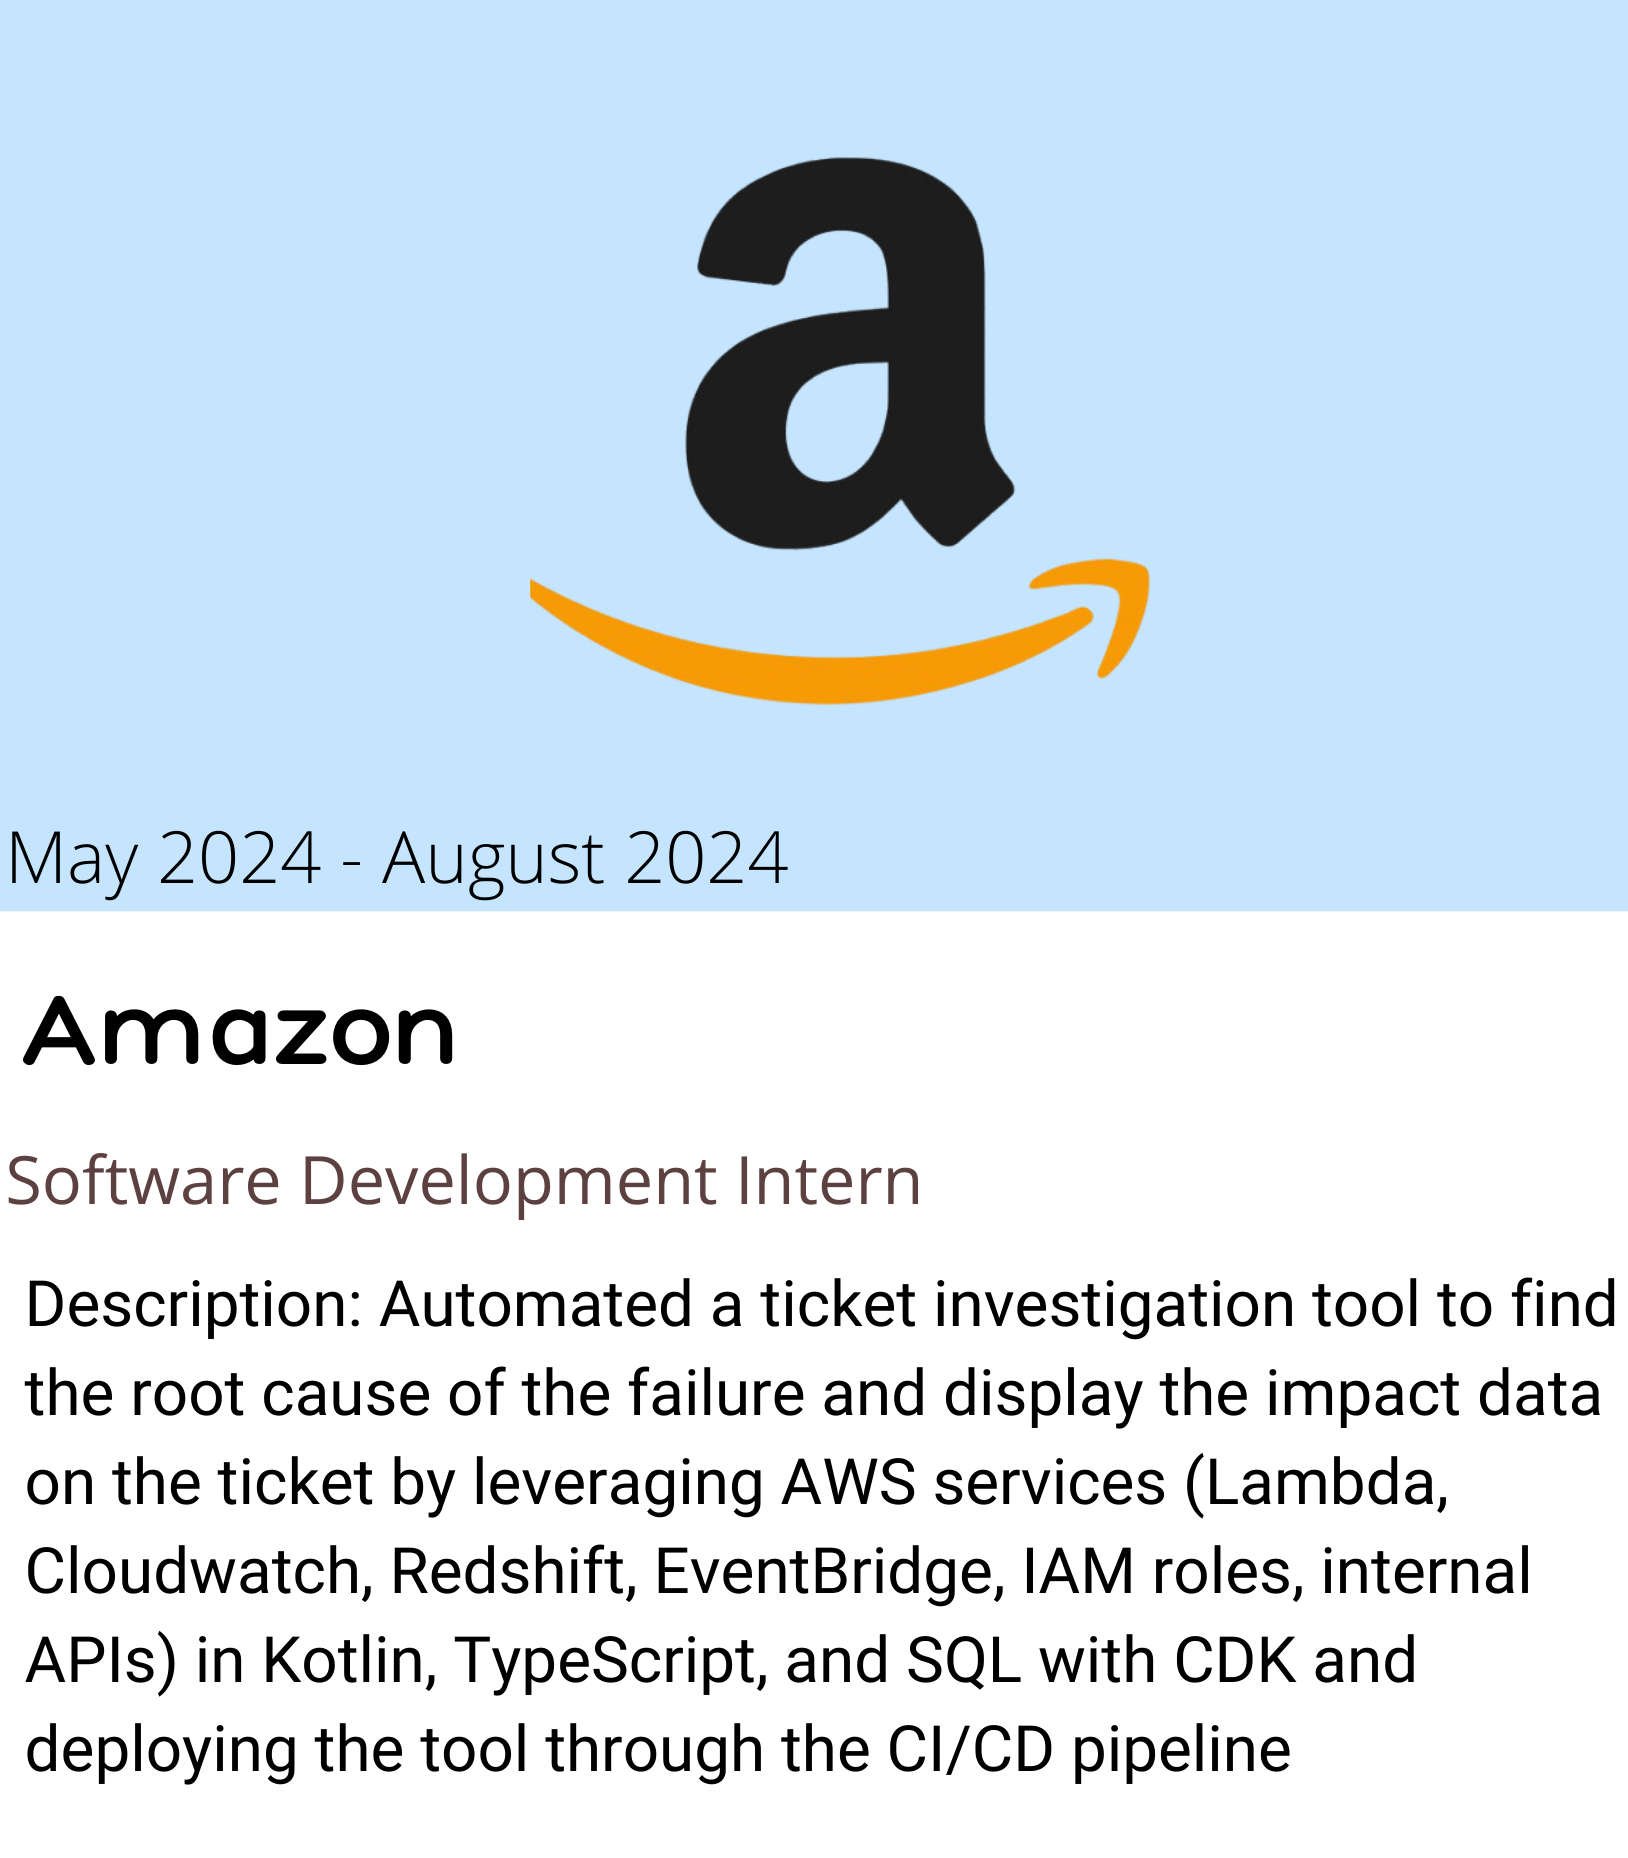 a
May 2024 - August 2024
Amazon
Software Development Intern
Description: Automated a ticket investigation tool to find
the root cause of the failure and display the impact data
on the ticket by leveraging AWS services (Lambda,
Cloudwatch, Redshift, EventBridge, IAM roles, internal
APIs) in Kotlin, TypeScript, and SQL with CDK and
deploying the tool through the CI/CD pipeline